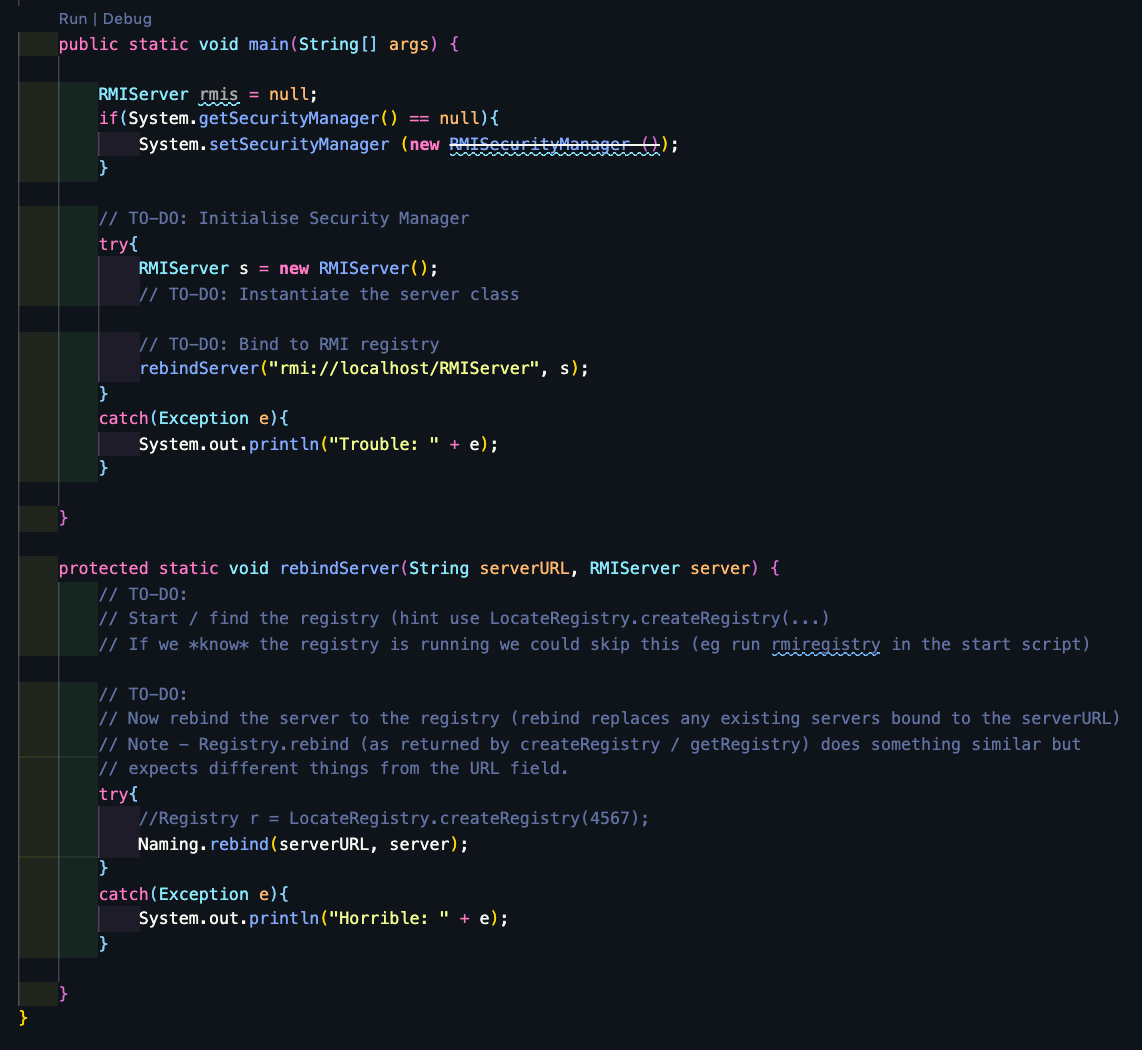 Run | Debug
public static void main(String[] args) {
RMIServer rmis = null;
if(System.getSecurityManager() == null){
System.setSecurityManager (new RMISecurityManager ());
}
// TO-DO: Initialise Security Manager
try{
RMIServer s = new RMIServer();
// TO-DO: Instantiate the server class
// TO-DO: Bind to RMI registry
rebindServer("rmi://localhost/RMIServer", s);
}
catch(Exception e){
System.out.println("Trouble: " + e);
}
}
protected static void rebindServer(String serverURL, RMIServer server) {
// TO-DO:
// Start / find the registry (hint use LocateRegistry.createRegistry(...)
// If we *know* the registry is running we could skip this (eg run rmiregistry in the start script)
// TO-DO:
// Now rebind the server to the registry (rebind replaces any existing servers bound to the serverURL)
// Note - Registry.rebind (as returned by createRegistry / getRegistry) does something similar but
// expects different things from the URL field.
try{
//Registry r = LocateRegistry.createRegistry(4567);
Naming.rebind(serverURL, server);
}
catch(Exception e){
System.out.println("Horrible: " + e);
}
}
}